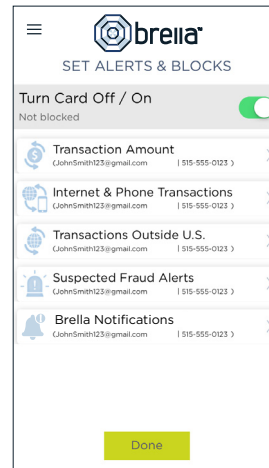 brella
SET ALERTS & BLOCKS
Turn Card Off / On
Not blocked
Transaction Amount
(JohnSmith123@gmail.com | 515-555-0123 )
Internet & Phone Transactions
(JohnSmith123@gmail.com | 515-555-0123 )
Transactions Outside U.S.
(JohnSmith123@gmail.com | 515-555-0123 )
Suspected Fraud Alerts
(JohnSmith123@gmail.com | 515-555-0123 )
Brella Notifications
(JohnSmith123@gmail.com | 515-555-0123 )
Done